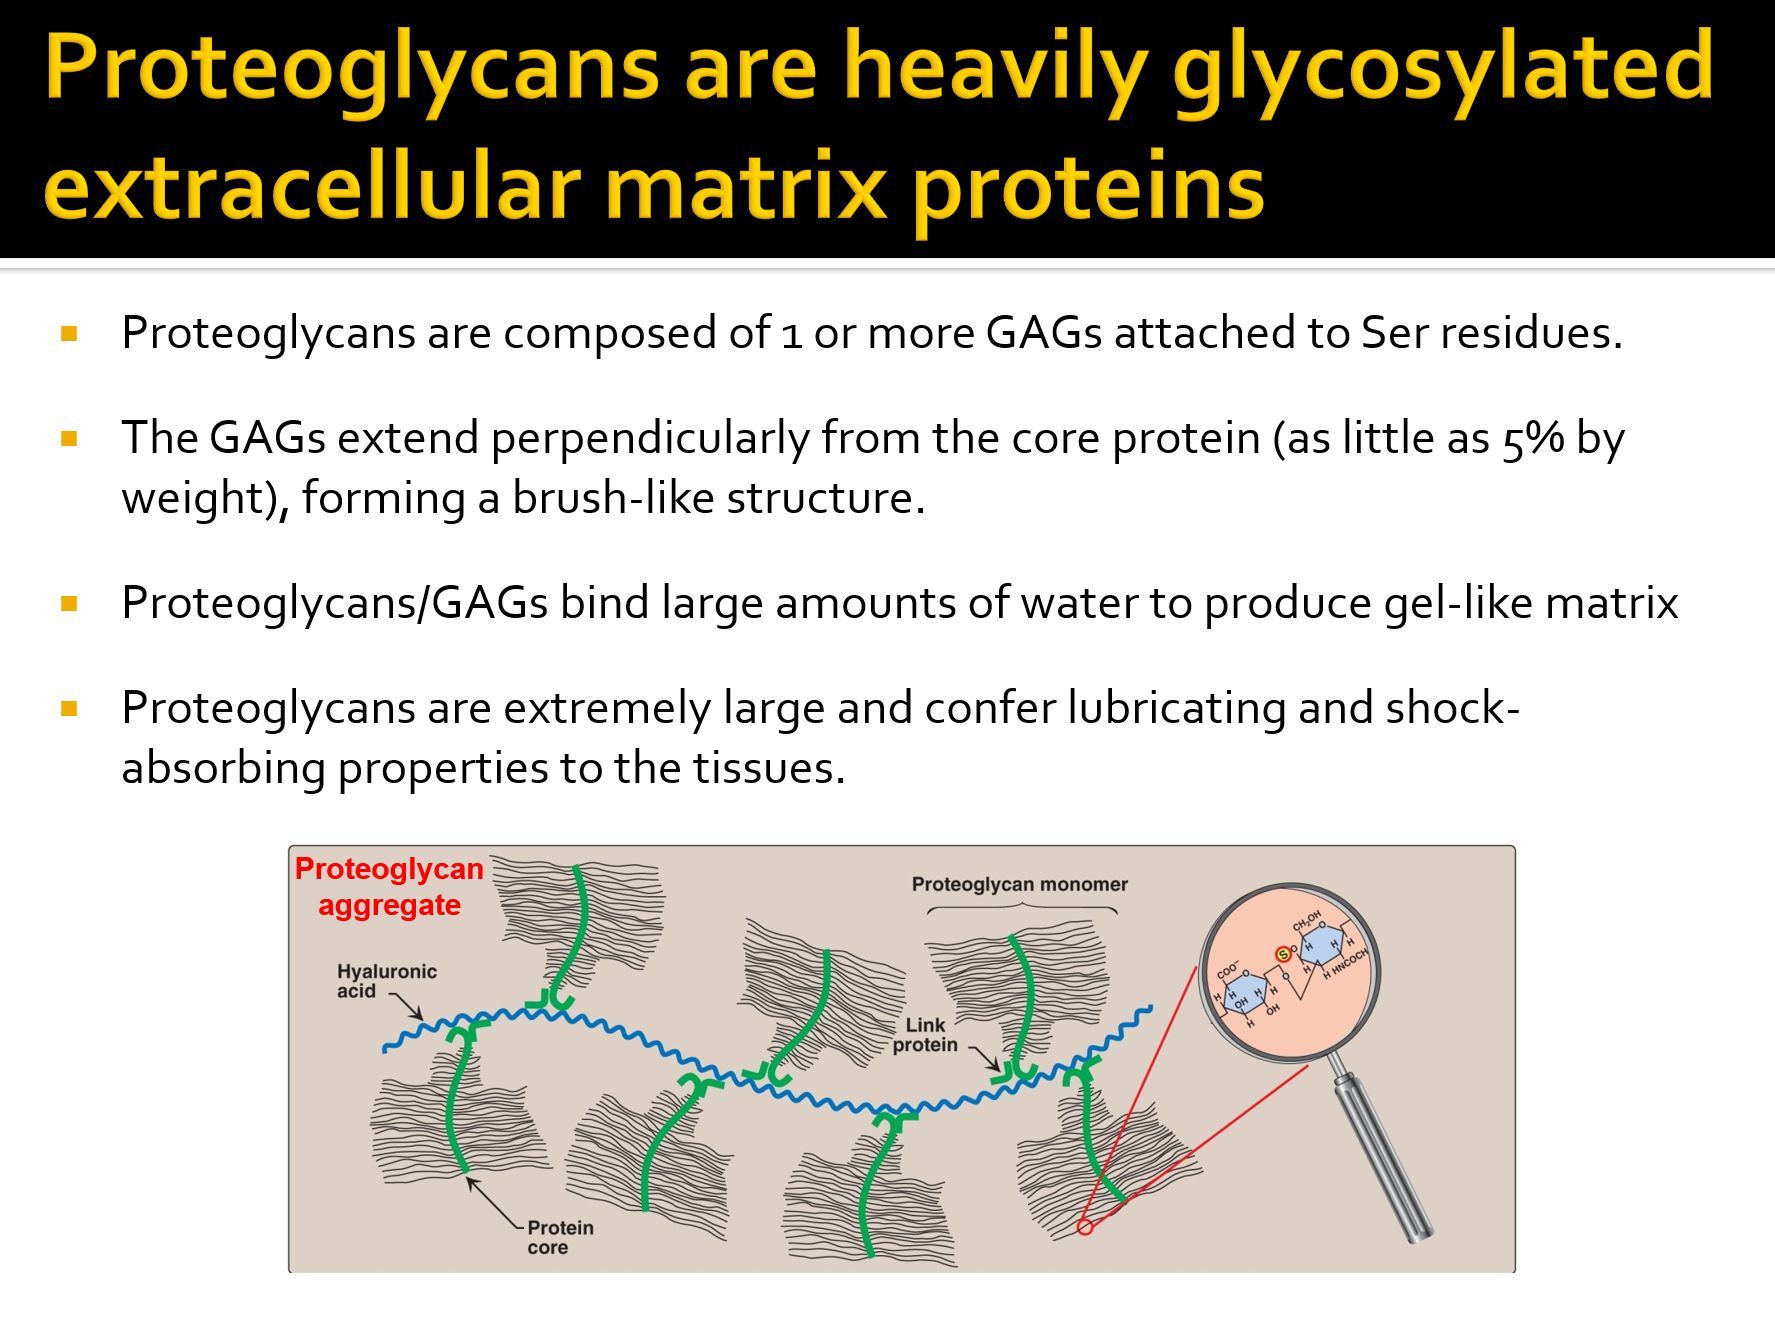 Proteoglycans are heavily glycosylated
extracellular matrix proteins
Proteoglycans are composed of 1 or more GAGs attached to Ser residues.
The GAGs extend perpendicularly from the core protein (as little as 5% by
weight), forming a brush-like structure.
Proteoglycans/GAGs bind large amounts of water to produce gel-like matrix
Proteoglycans are extremely large and confer lubricating and shock-
absorbing properties to the tissues.
Proteoglycan
aggregate
Proteoglycan monomer
Hyaluronic
acid
Link
protein
Protein
core
CH₂OH
O
H
H
H
H
H HNCOCH
S
O
O
COO⁻
O
H
H
OH
H
H
H
OH